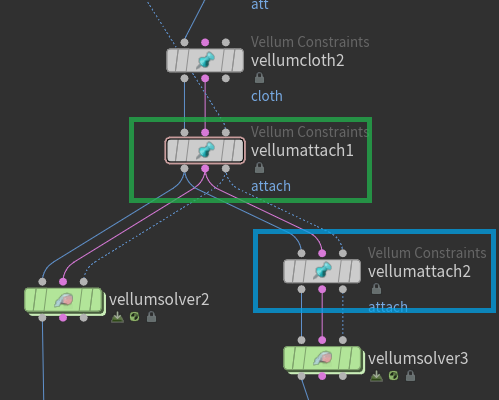 att
Vellum Constraints
vellumcloth2
cloth
Vellum Constraints
vellumattach1
attach
Vellum Constraints
vellumattach2
attach
vellumsolver2
vellumsolver3